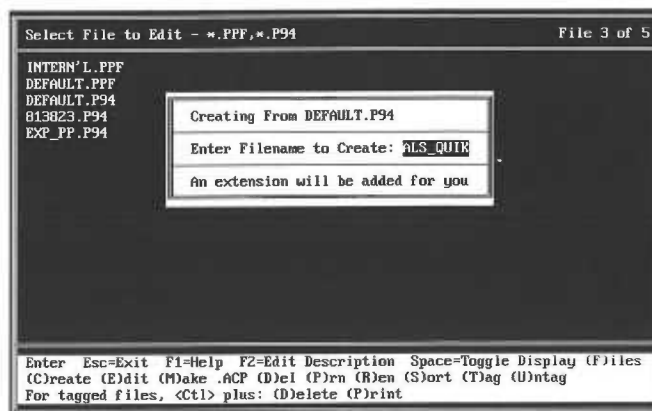 Select File to Edit - *.PPF,*.P94 File 3 of 5
INTERN'L.PPF
DEFAULT.PPF
DEFAULT.P94
813823.P94
EXP_PP.P94
Creating From DEFAULT.P94
Enter Filename to Create: ALS_QUIK
An extension will be added for you
Enter Esc=Exit F1=Help F2=Edit Description Space=Toggle Display (F)iles
(C)reate (E)dit (M)ake .ACP (D)el (P)rn (R)en (S)ort (T)ag (U)ntag
For tagged files, <Ctl> plus: (D)elete (P)rint